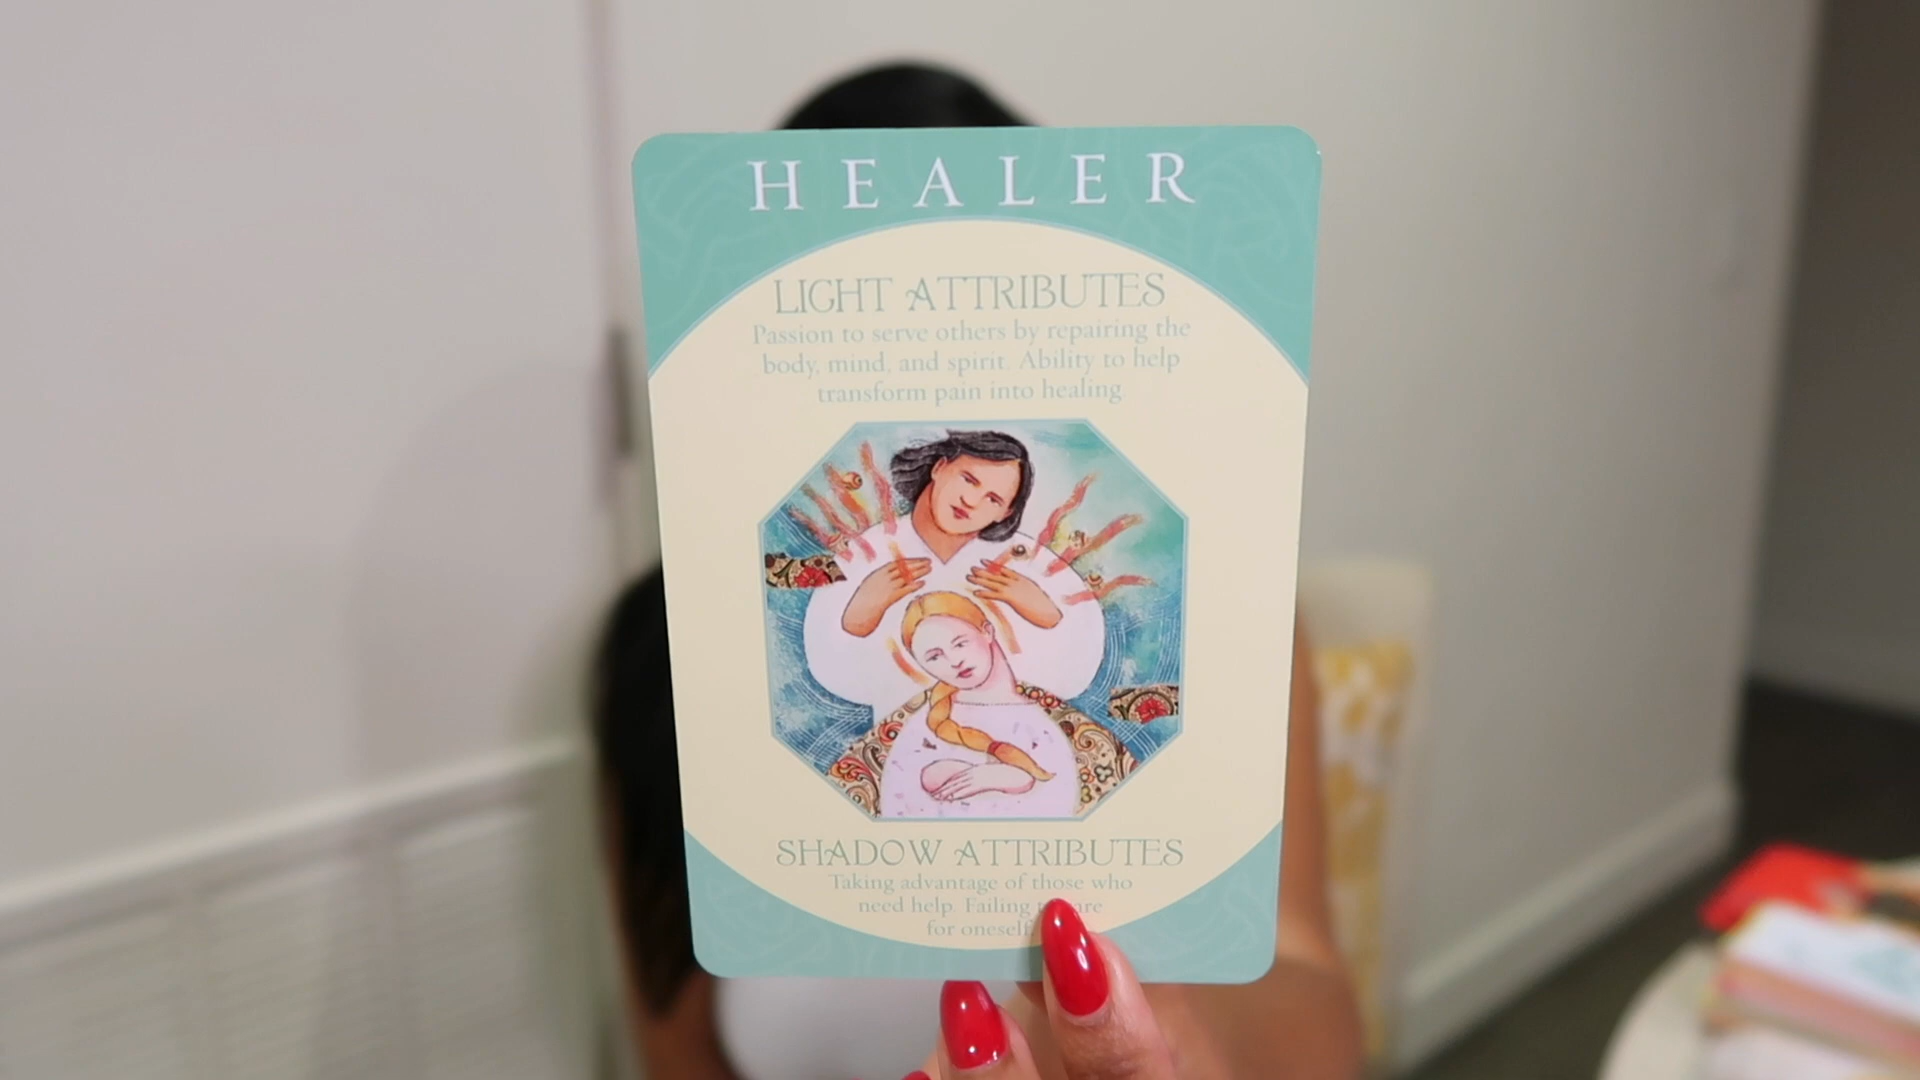 HEALER
LIGHT ATTRIBUTES
Passion to serve others by repairing the
body, mind, and spirit. Ability to help
transform pain into healing.
SHADOW ATTRIBUTES
Taking advantage of those who
need help. Failing
for oneself.